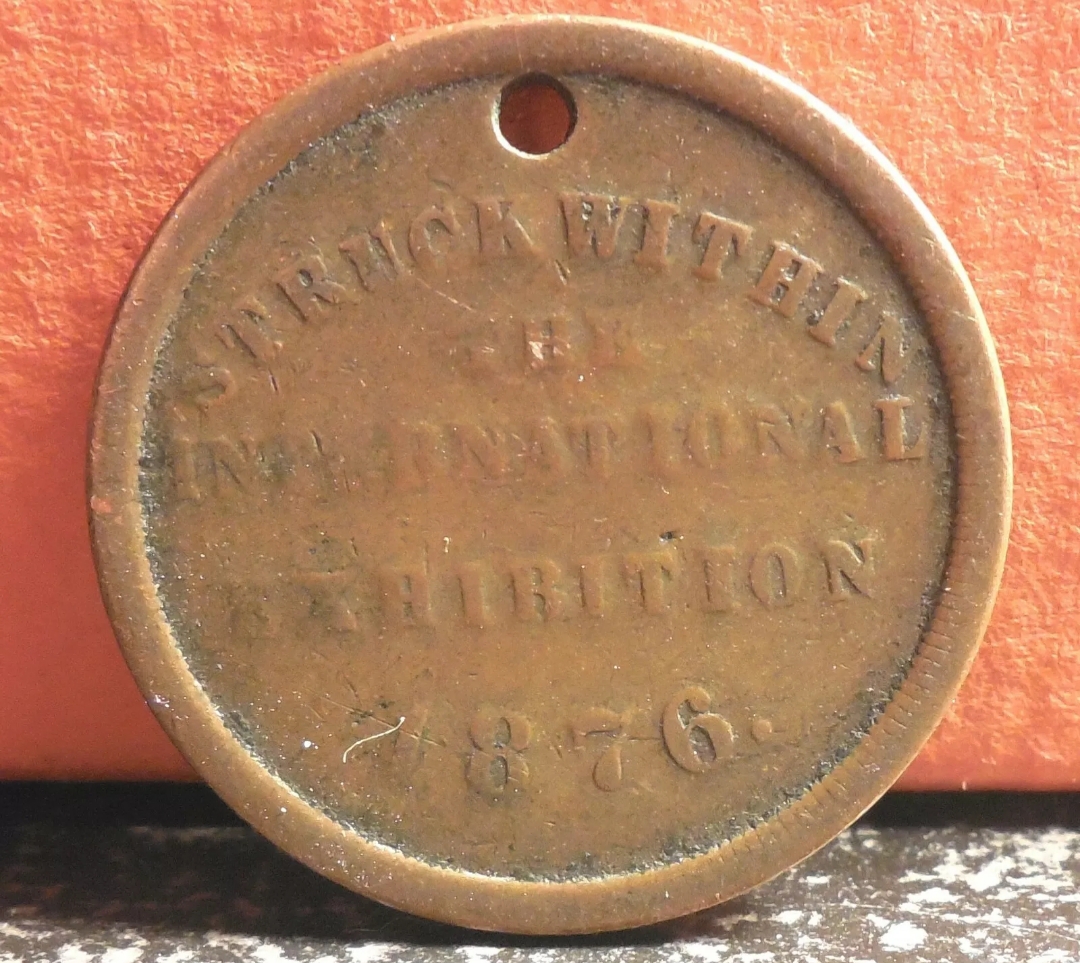 STRUCK WITHIN
THE
INTERNATIONAL
EXHIBITION
1876.